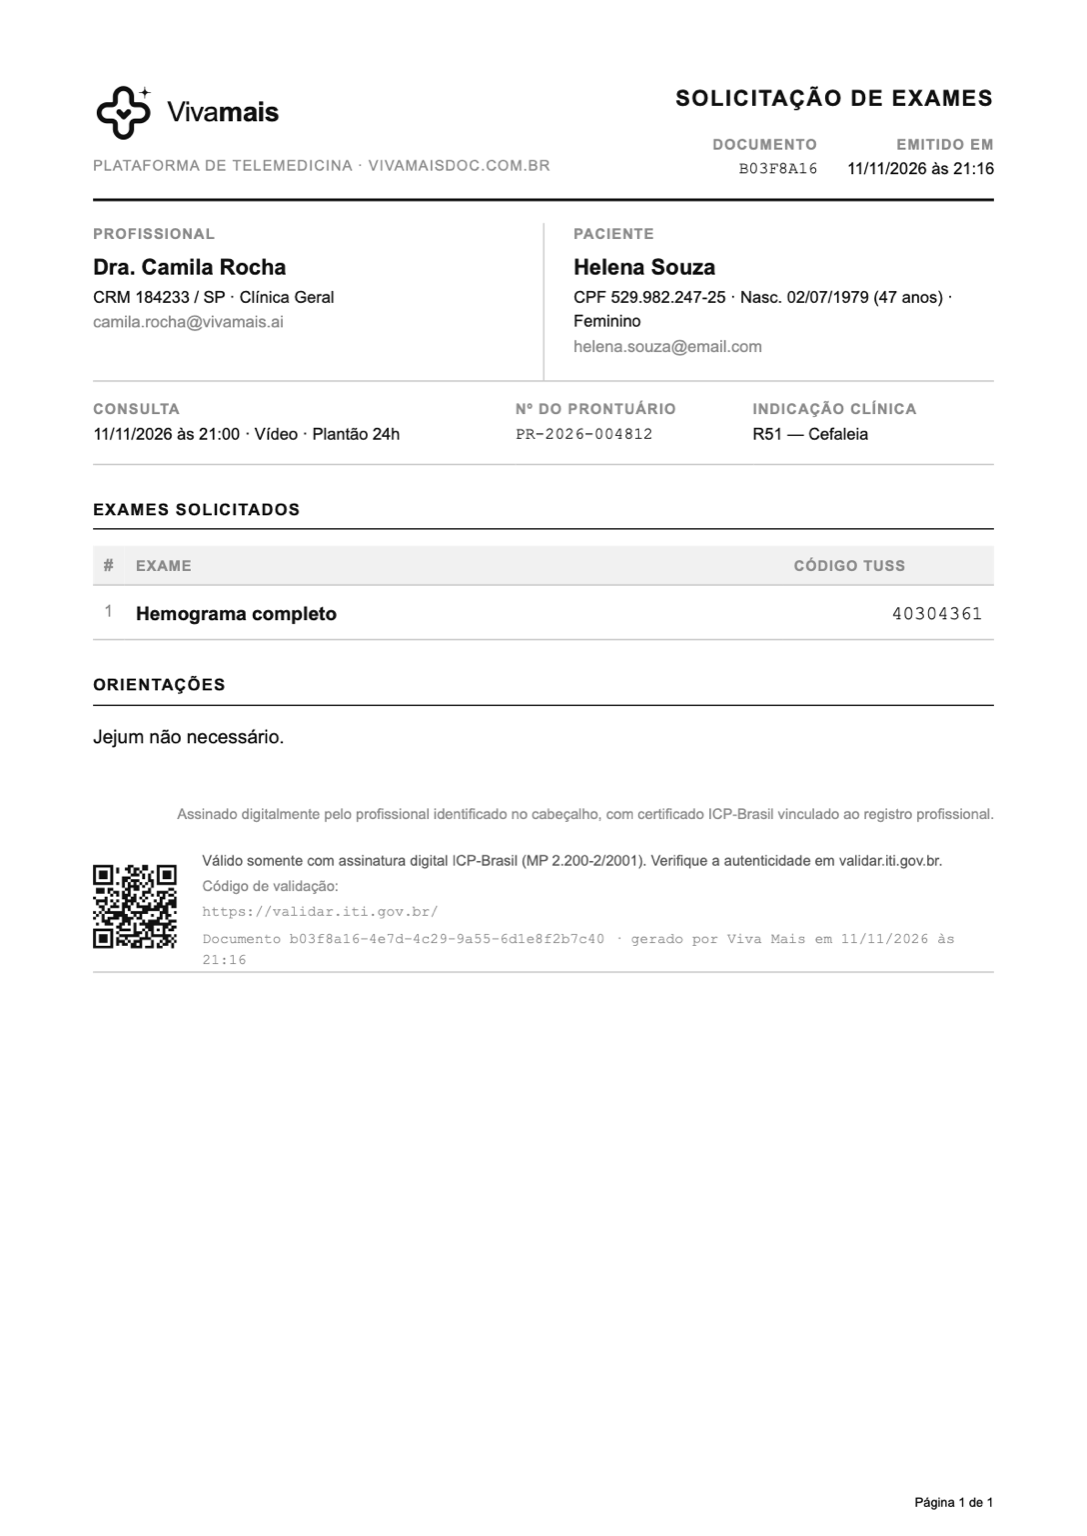 Vivamais
PLATAFORMA DE TELEMEDICINA · VIVAMAISDOC.COM.BR
SOLICITAÇÃO DE EXAMES
DOCUMENTO
B03F8A16
EMITIDO EM
11/11/2026 às 21:16
PROFISSIONAL
Dra. Camila Rocha
CRM 184233 / SP · Clínica Geral
camila.rocha@vivamais.ai
PACIENTE
Helena Souza
CPF 529.982.247-25 · Nasc. 02/07/1979 (47 anos) ·
Feminino
helena.souza@email.com
CONSULTA
11/11/2026 às 21:00 · Vídeo · Plantão 24h
Nº DO PRONTUÁRIO
PR-2026-004812
INDICAÇÃO CLÍNICA
R51 — Cefaleia
EXAMES SOLICITADOS
# EXAME CÓDIGO TUSS
1 Hemograma completo 40304361
ORIENTAÇÕES
Jejum não necessário.
Assinado digitalmente pelo profissional identificado no cabeçalho, com certificado ICP-Brasil vinculado ao registro profissional.
Válido somente com assinatura digital ICP-Brasil (MP 2.200-2/2001). Verifique a autenticidade em validar.iti.gov.br.
Código de validação:
https://validar.iti.gov.br/
Documento b03f8a16-4e7d-4c29-9a55-6d1e8f2b7c40 · gerado por Viva Mais em 11/11/2026 às
21:16
Página 1 de 1